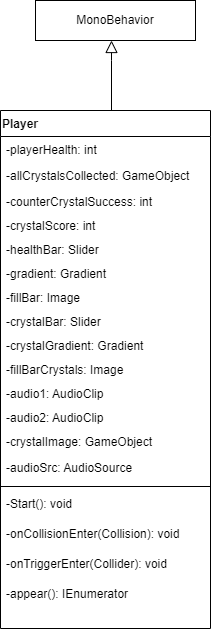 MonoBehavior
Player
-playerHealth: int
-allCrystalsCollected: GameObject
-counterCrystalSuccess: int
-crystalScore: int
-healthBar: Slider
-gradient: Gradient
-fillBar: Image
-crystalBar: Slider
-crystalGradient: Gradient
-fillBarCrystals: Image
-audio1: AudioClip
-audio2: AudioClip
-crystalImage: GameObject
-audioSrc: AudioSource
-Start(): void
-onCollisionEnter(Collision): void
-onTriggerEnter(Collider): void
-appear(): IEnumerator